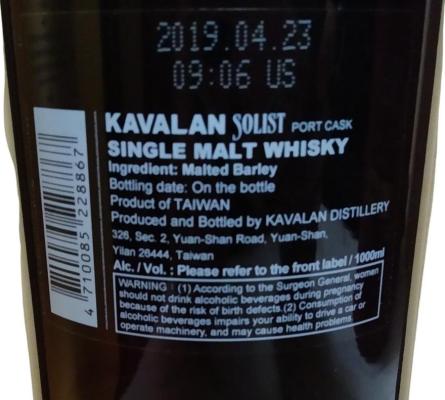 2019.04.23
09:06 US
KAVALAN SOLIST PORT CASK
SINGLE MALT WHISKY
Ingredient: Malted Barley
Bottling date: On the bottle
Product of TAIWAN
Produced and Bottled by KAVALAN DISTILLERY
326, Sec. 2, Yuan-Shan Road, Yuan-Shan,
Yilan 26444, Taiwan
Alc. / Vol. : Please refer to the front label / 1000ml
WARNING : (1) According to the Surgeon General, women
should not drink alcoholic beverages during pregnancy
because of the risk of birth defects. (2) Consumption of
alcoholic beverages impairs your ability to drive a car or
operate machinery, and may cause health problems.
4 710085 228867